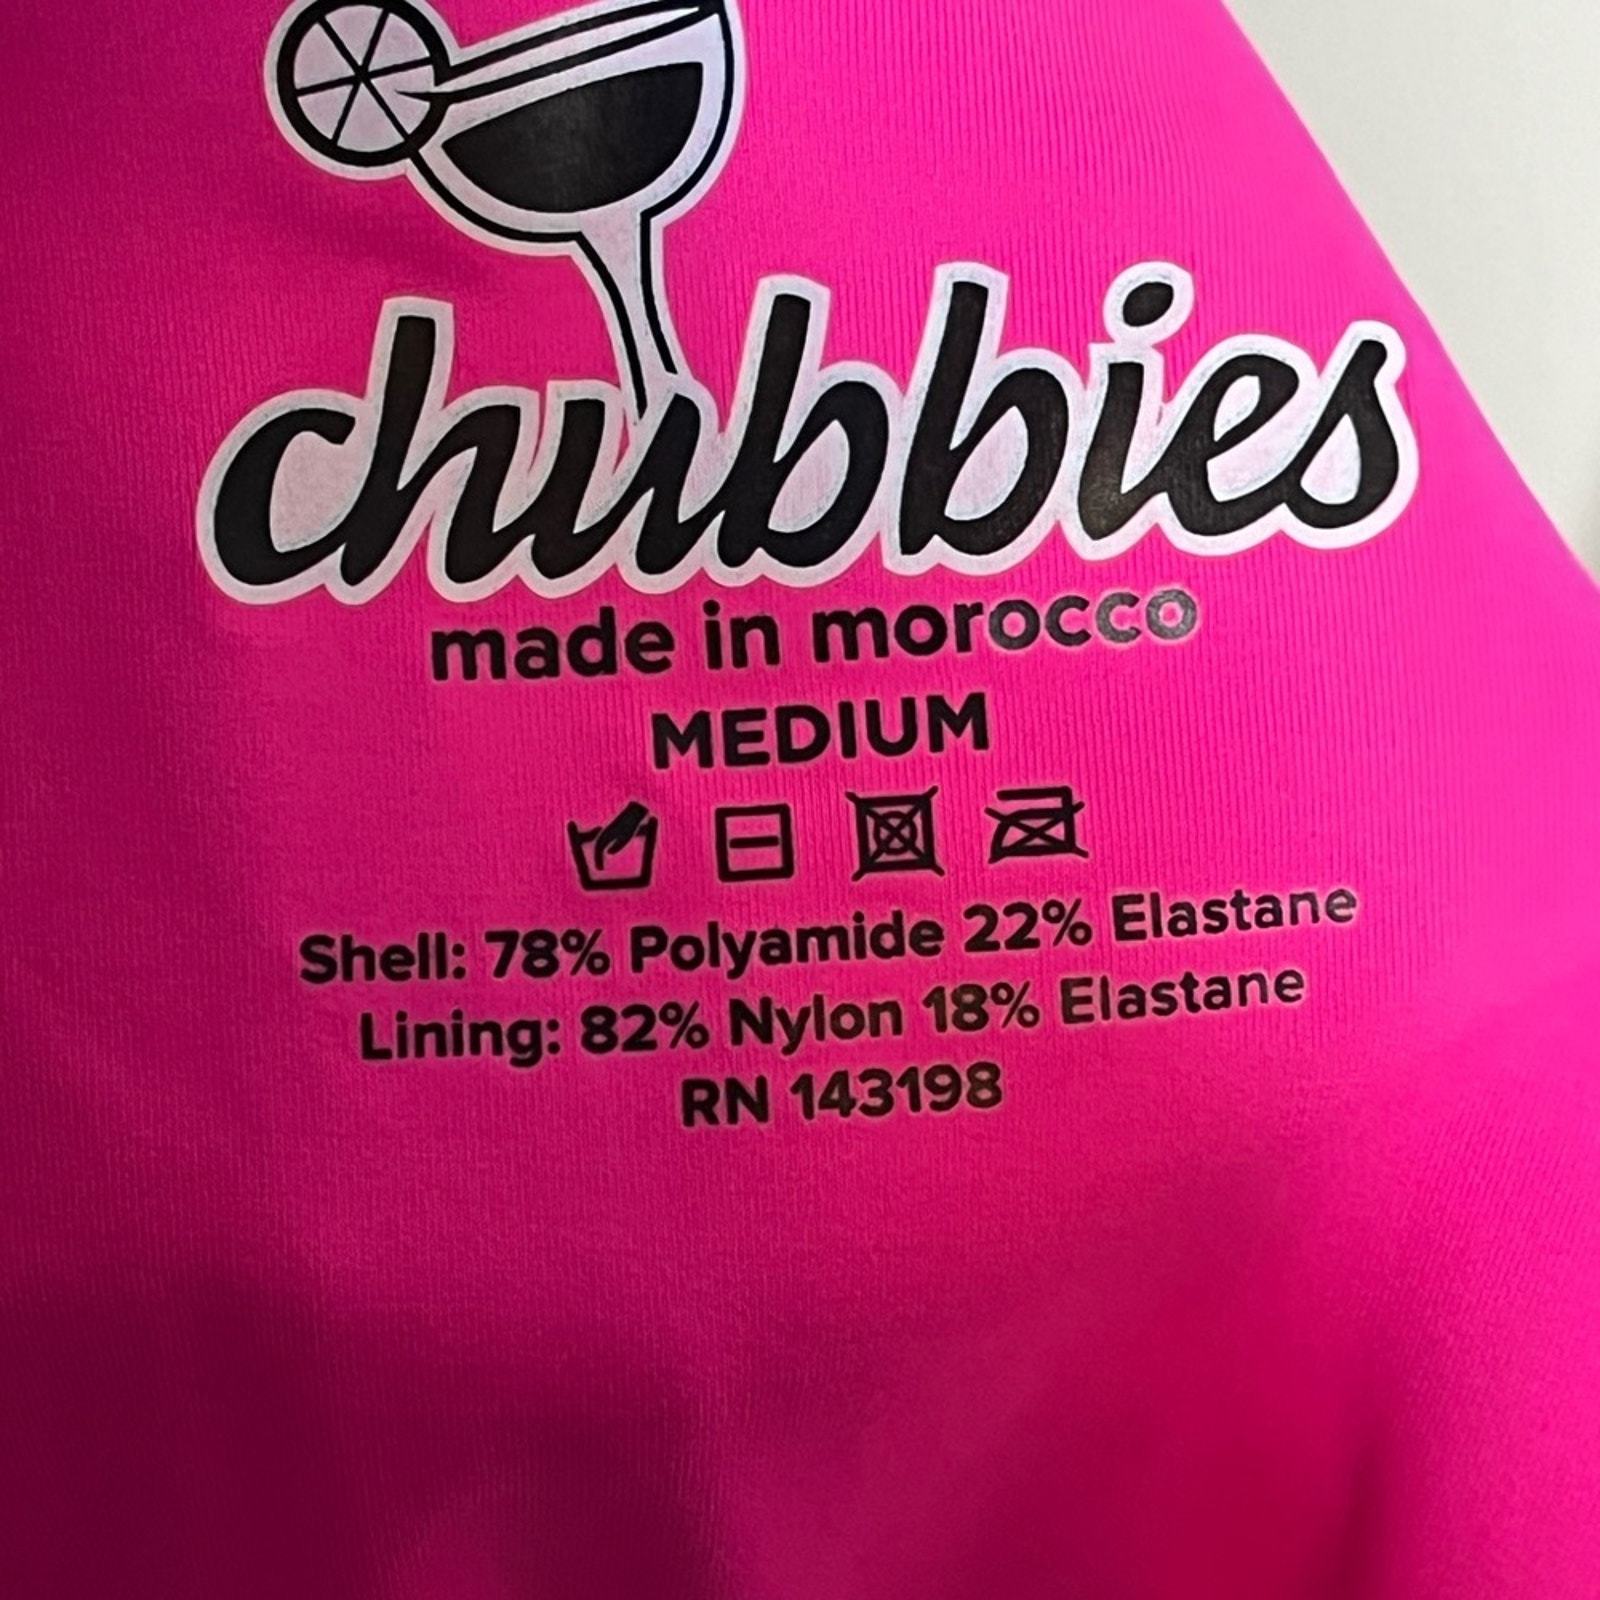 chubbies
made in morocco
MEDIUM
Shell: 78% Polyamide 22% Elastane
Lining: 82% Nylon 18% Elastane
RN 143198